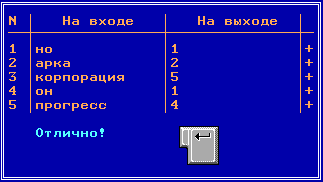 N На входе На выходе
1 но 1 +
2 арка 2 +
3 корпорация 5 +
4 он 1 +
5 прогресс 4 +
Отлично!